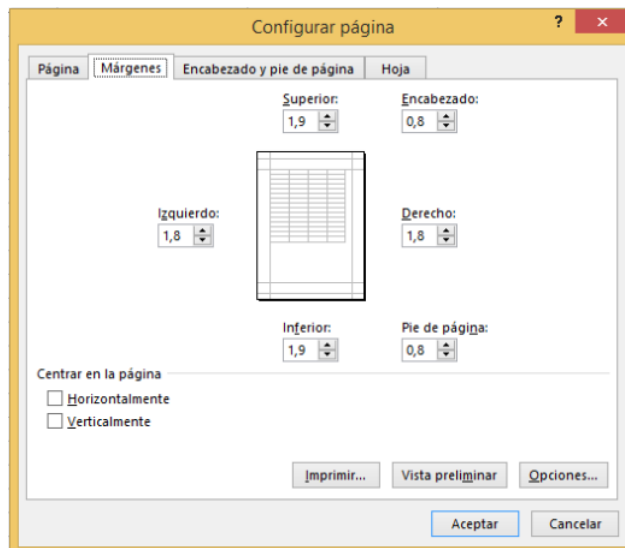 Configurar página
? ×
Página Márgenes Encabezado y pie de página Hoja
Superior: Encabezado:
1,9 0,8
Izquierdo: Derecho:
1,8 1,8
Inferior: Pie de página:
1,9 0,8
Centrar en la página
Horizontalmente
Verticalmente
Imprimir... Vista preliminar Opciones...
Aceptar Cancelar